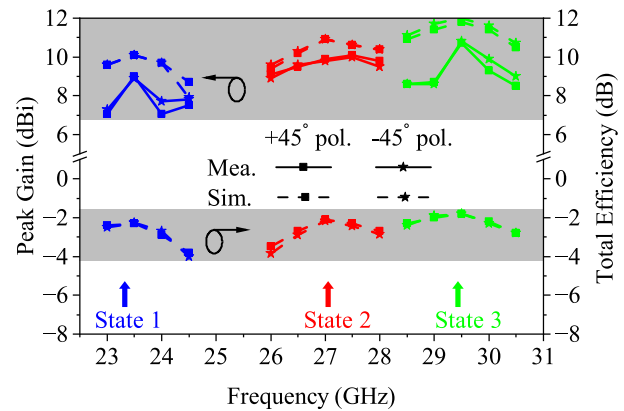 12 12
10 10
8 8
6 6
+45° pol. -45° pol.
Mea.
Sim.
0 0
−2 −2
−4 −4
−6 −6
−8 −8
State 1 State 2 State 3
23 24 25 26 27 28 29 30 31
Frequency (GHz)
Peak Gain (dBi)
Total Efficiency (dB)